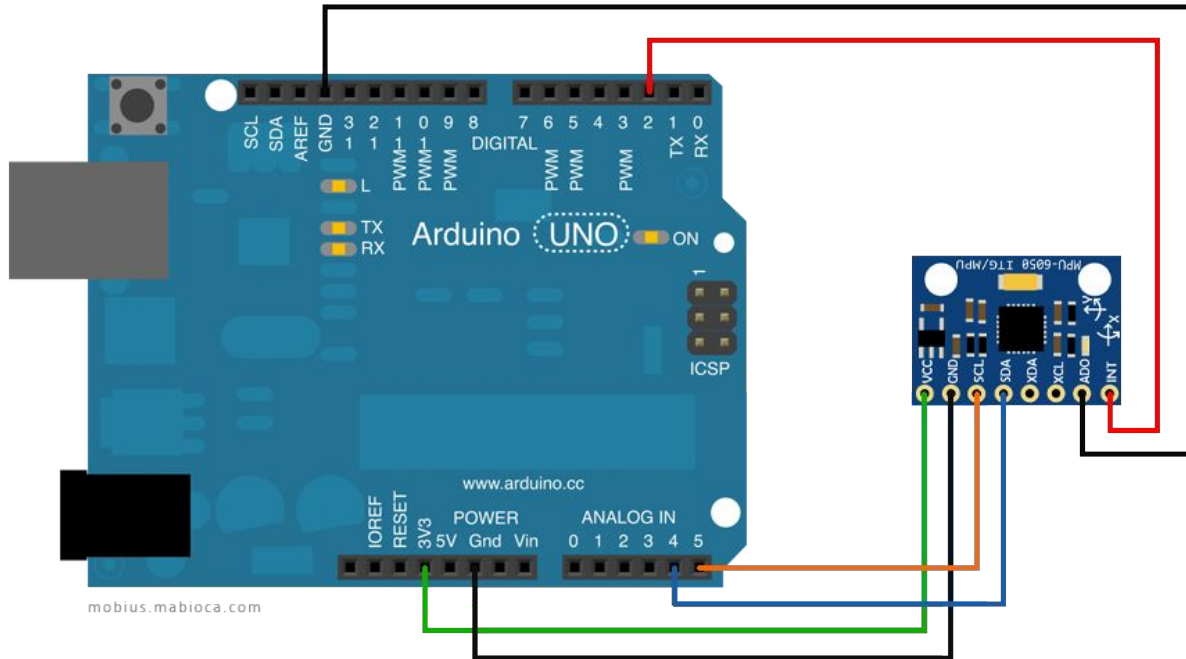 SCL
SDA
AREF
GND
13
12
PWM 11
PWM 10
PWM 9
8
7
PWM 6
PWM 5
4
PWM 3
2
TX 1
RX 0
DIGITAL
L
TX
RX
Arduino UNO
ON
1
ICSP
MPU-6050 ITG/MPU
Y
X
VCC
GND
SCL
SDA
XDA
XCL
ADO
INT
www.arduino.cc
POWER
ANALOG IN
IOREF
RESET
3V3
5V Gnd Vin
0 1 2 3 4 5
mobius.mabioca.com